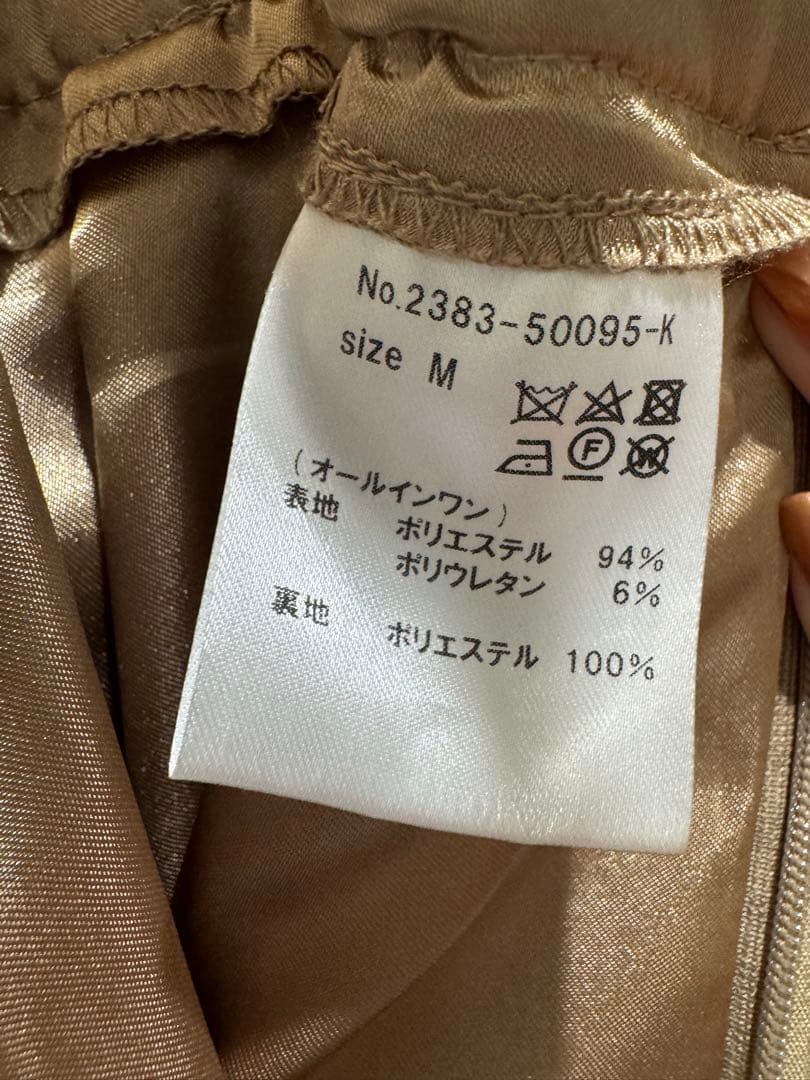 No.2383-50095-K
size M
F
W
(オールインワン)
表地 ポリエステル 94%
ポリウレタン 6%
裏地 ポリエステル 100%